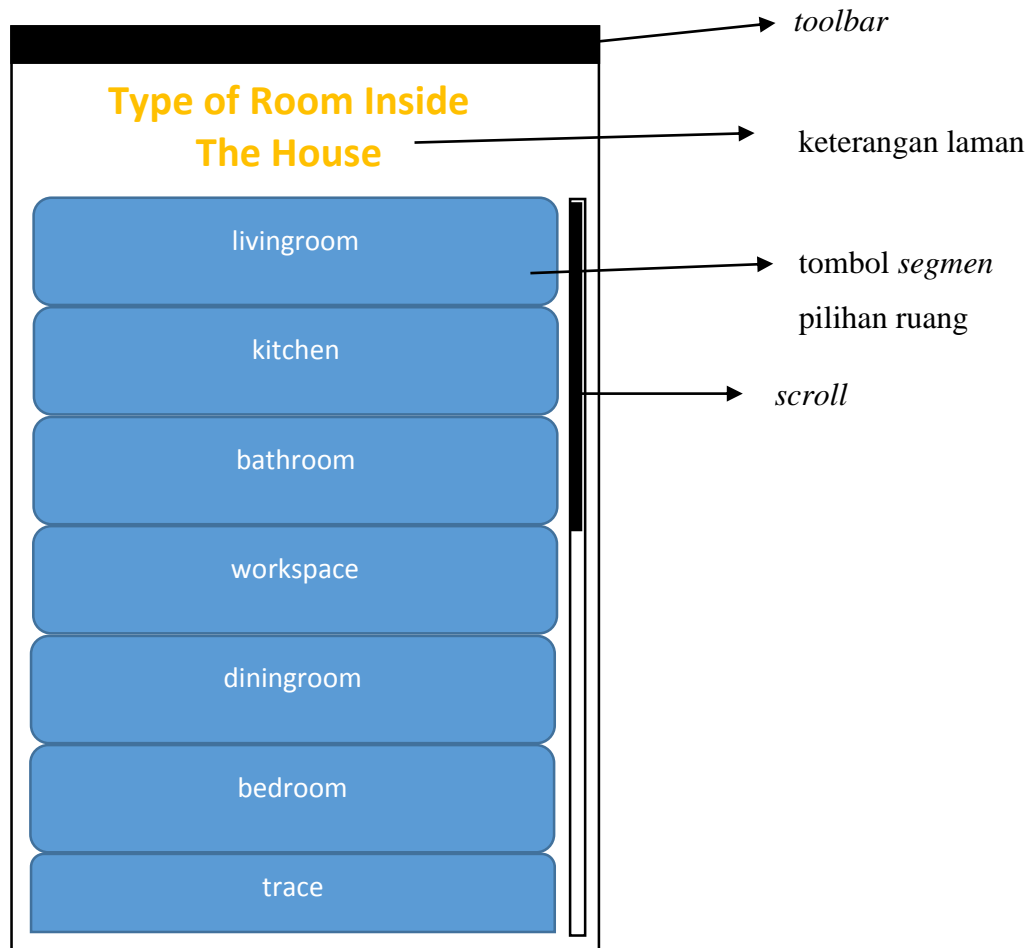 toolbar
Type of Room Inside
The House
keterangan laman
livingroom
tombol segmen
pilihan ruang
kitchen
scroll
bathroom
workspace
diningroom
bedroom
trace